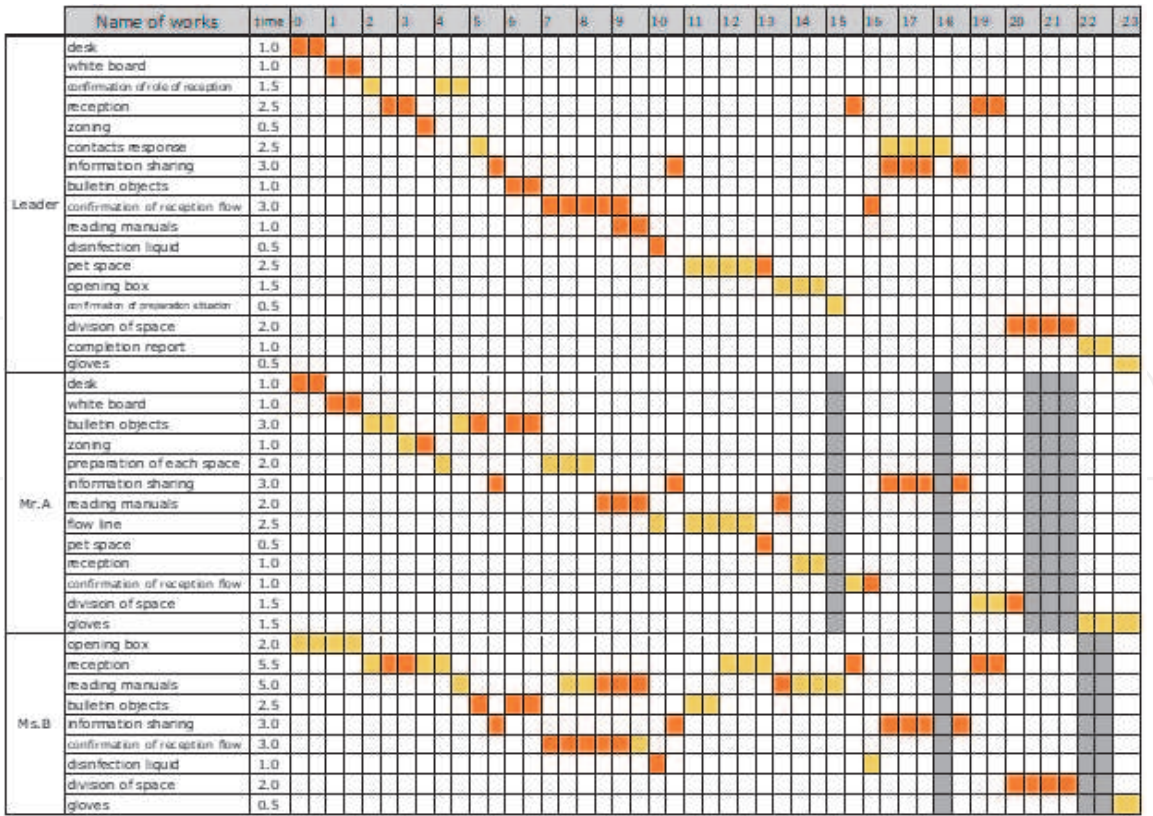 Name of works time 0 1 2 3 4 5 6 7 8 9 10 11 12 13 14 15 16 17 18 19 20 21 22 23
Leader
desk 1.0
white board 1.0
confirmation of role of reception 1.5
reception 2.5
zoning 0.5
contacts response 2.5
information sharing 3.0
bulletin objects 1.0
confirmation of reception flow 3.0
reading manuals 1.0
disinfection liquid 0.5
pet space 2.5
opening box 1.5
confirmation of preparation situation 0.5
division of space 2.0
completion report 1.0
gloves 0.5
Mr.A
desk 1.0
white board 1.0
bulletin objects 3.0
zoning 1.0
preparation of each space 2.0
information sharing 3.0
reading manuals 2.0
flow line 2.5
pet space 0.5
reception 1.0
confirmation of reception flow 1.0
division of space 1.5
gloves 1.5
Ms.B
opening box 2.0
reception 5.5
reading manuals 5.0
bulletin objects 2.5
information sharing 3.0
confirmation of reception flow 3.0
disinfection liquid 1.0
division of space 2.0
gloves 0.5